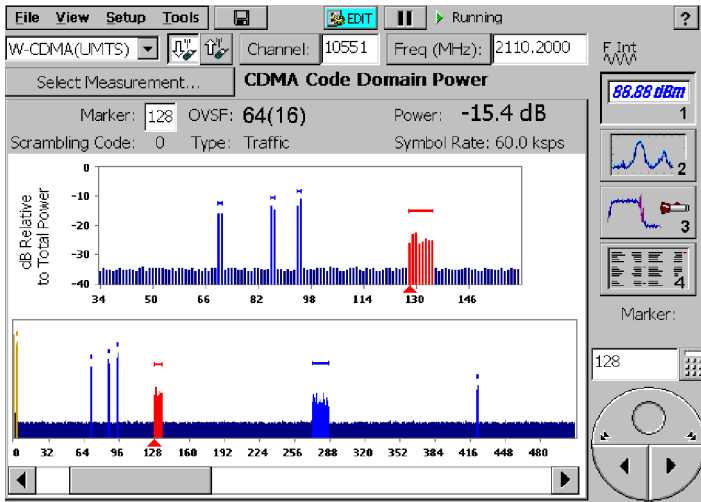 File View Setup Tools EDIT Running ?
W-CDMA(UMTS) Channel: 10551 Freq (MHz): 2110.2000 F Int
Select Measurement... CDMA Code Domain Power
Marker: 128 OVSF: 64(16) Power: -15.4 dB
Scrambling Code: 0 Type: Traffic Symbol Rate: 60.0 ksps
dB Relative
to Total Power
0
-10
-20
-30
-40
34 50 66 82 98 114 130 146
0 32 64 96 128 160 192 224 256 288 320 352 384 416 448 480
88.88 dBm
1
2
3
4
Marker:
128